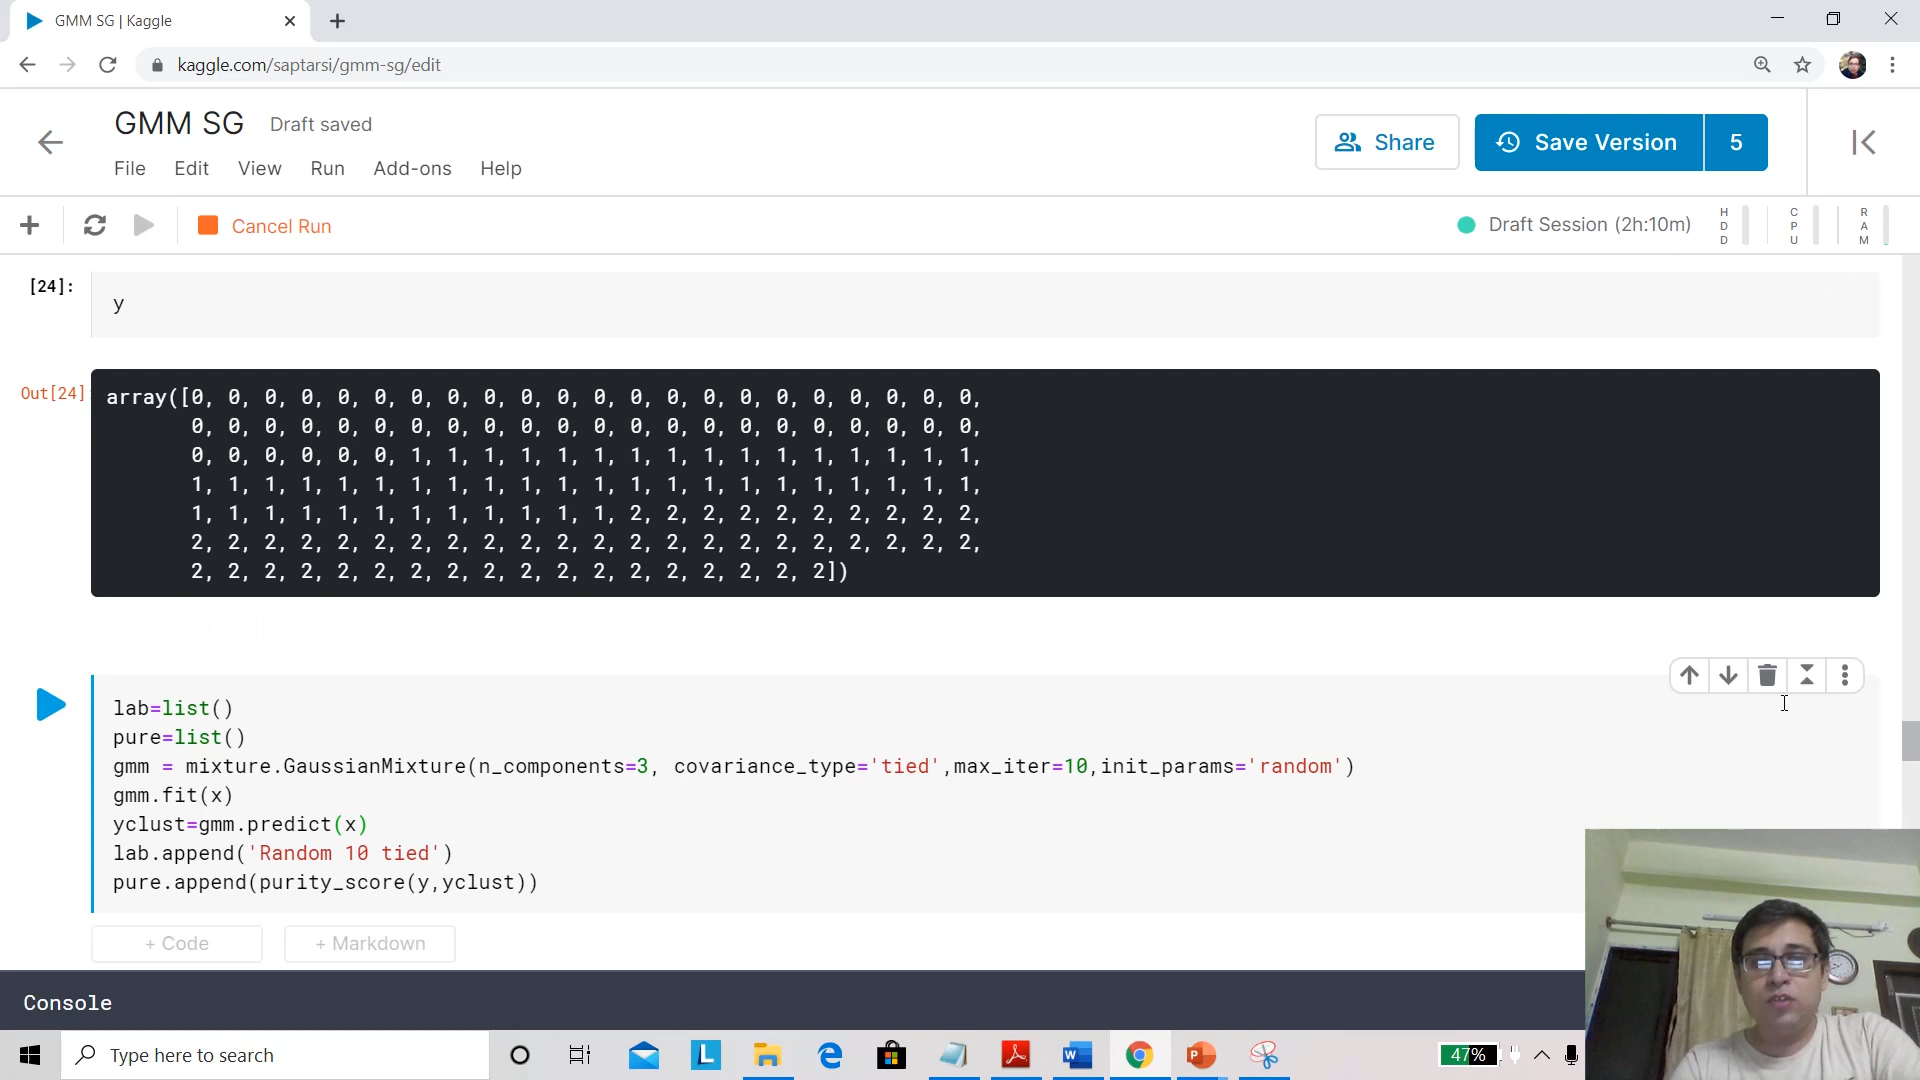 GMM SG | Kaggle
kaggle.com/saptarsi/gmm-sg/edit
GMM SG Draft saved
File Edit View Run Add-ons Help
Share
Save Version 5
Cancel Run
Draft Session (2h:10m)
HDD
CPU
RAM
[24]:
y
Out[24]
array([0, 0, 0, 0, 0, 0, 0, 0, 0, 0, 0, 0, 0, 0, 0, 0, 0, 0, 0, 0, 0, 0,
0, 0, 0, 0, 0, 0, 0, 0, 0, 0, 0, 0, 0, 0, 0, 0, 0, 0, 0, 0, 0, 0,
0, 0, 0, 0, 0, 0, 1, 1, 1, 1, 1, 1, 1, 1, 1, 1, 1, 1, 1, 1, 1, 1,
1, 1, 1, 1, 1, 1, 1, 1, 1, 1, 1, 1, 1, 1, 1, 1, 1, 1, 1, 1, 1, 1,
1, 1, 1, 1, 1, 1, 1, 1, 1, 1, 1, 1, 2, 2, 2, 2, 2, 2, 2, 2, 2, 2,
2, 2, 2, 2, 2, 2, 2, 2, 2, 2, 2, 2, 2, 2, 2, 2, 2, 2, 2, 2, 2, 2,
2, 2, 2, 2, 2, 2, 2, 2, 2, 2, 2, 2, 2, 2, 2, 2, 2, 2])
lab=list()
pure=list()
gmm = mixture.GaussianMixture(n_components=3, covariance_type='tied',max_iter=10,init_params='random')
gmm.fit(x)
yclust=gmm.predict(x)
lab.append('Random 10 tied')
pure.append(purity_score(y,yclust))
+ Code
+ Markdown
Console
Type here to search
47%